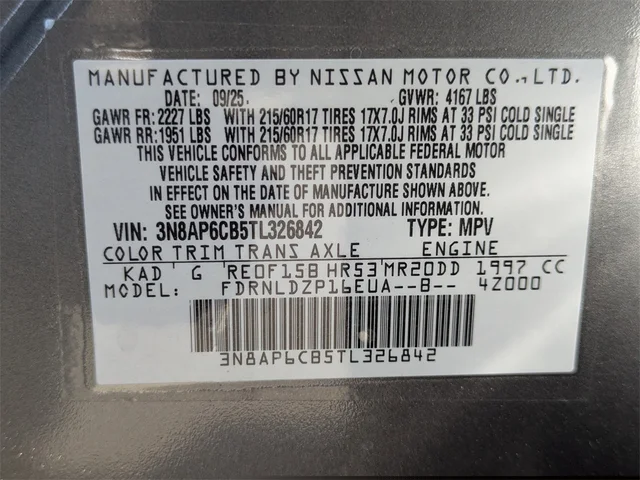 MANUFACTURED BY NISSAN MOTOR CO., LTD.
DATE: 09/25 GVWR: 4167 LBS
GAWR FR: 2227 LBS WITH 215/60R17 TIRES 17X7.0J RIMS AT 33 PSI COLD SINGLE
GAWR RR: 1951 LBS WITH 215/60R17 TIRES 17X7.0J RIMS AT 33 PSI COLD SINGLE
THIS VEHICLE CONFORMS TO ALL APPLICABLE FEDERAL MOTOR
VEHICLE SAFETY AND THEFT PREVENTION STANDARDS
IN EFFECT ON THE DATE OF MANUFACTURE SHOWN ABOVE.
SEE OWNER'S MANUAL FOR ADDITIONAL INFORMATION.
VIN: 3N8AP6CB5TL326842 TYPE: MPV
COLOR TRIM TRANS AXLE ENGINE
KAD G RE0F15B HR53 MR20DD 1997 CC
MODEL: FDRNLDZP16EUA--B-- 4Z000
3N8AP6CB5TL326842